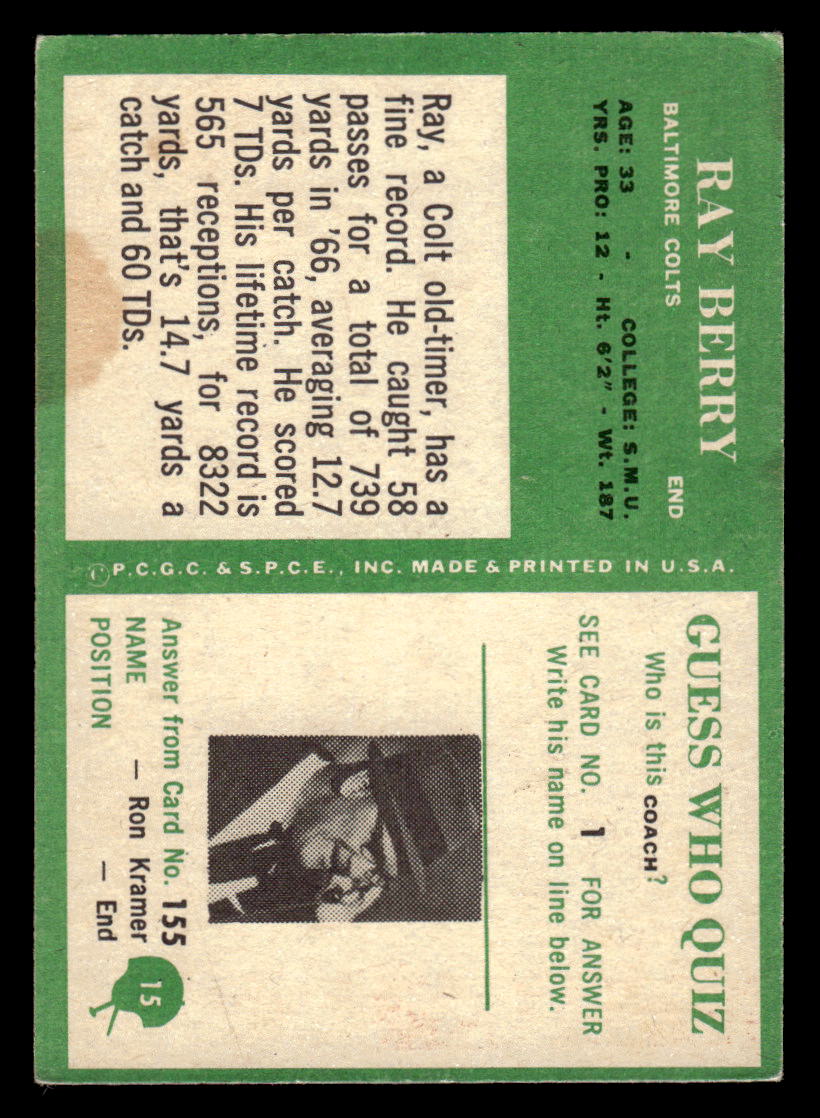 RAY BERRY
BALTIMORE COLTS END
AGE: 33 - COLLEGE: S.M.U.
YRS. PRO: 12 - Ht. 6'2" - Wt. 187
Ray, a Colt old-timer, has a
fine record. He caught 58
passes for a total of 739
yards in '66, averaging 12.7
yards per catch. He scored
7 TDs. His lifetime record is
565 receptions, for 8322
yards, that's 14.7 yards a
catch and 60 TDs.
©P.C.G.C. & S.P.C.E., INC. MADE & PRINTED IN U.S.A.
GUESS WHO QUIZ
Who is this COACH?
SEE CARD NO. 1 FOR ANSWER
Write his name on line below.
Answer from Card No. 155
NAME — Ron Kramer
POSITION — End
15